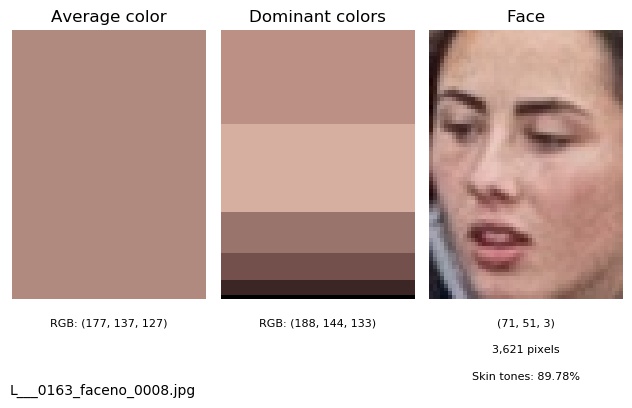 Average color
Dominant colors
Face
RGB: (177, 137, 127)
RGB: (188, 144, 133)
(71, 51, 3)
3,621 pixels
Skin tones: 89.78%
L___0163_faceno_0008.jpg